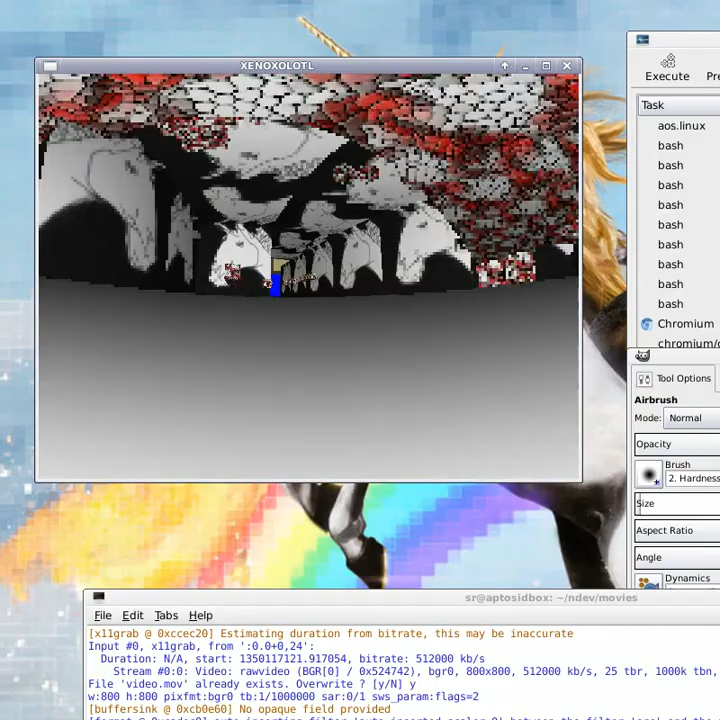 XENOXOLOTL
Execute
Pre
Task
aos.linux
bash
bash
bash
bash
bash
bash
bash
bash
bash
Chromium
chromium/c
Tool Options
Airbrush
Mode: Normal
Opacity
Brush
2. Hardness
Size
Aspect Ratio
Angle
Dynamics
sr@aptosidbox: ~/ndev/movies
File Edit Tabs Help
[x11grab @ 0xccec20] Estimating duration from bitrate, this may be inaccurate
Input #0, x11grab, from ':0.0+0,24':
Duration: N/A, start: 1350117121.917054, bitrate: 512000 kb/s
Stream #0:0: Video: rawvideo (BGR[0] / 0x524742), bgr0, 800x800, 512000 kb/s, 25 tbr, 1000k tbn,
File 'video.mov' already exists. Overwrite ? [y/N] y
w:800 h:800 pixfmt:bgr0 tb:1/1000000 sar:0/1 sws_param:flags=2
[buffersink @ 0xcb0e60] No opaque field provided